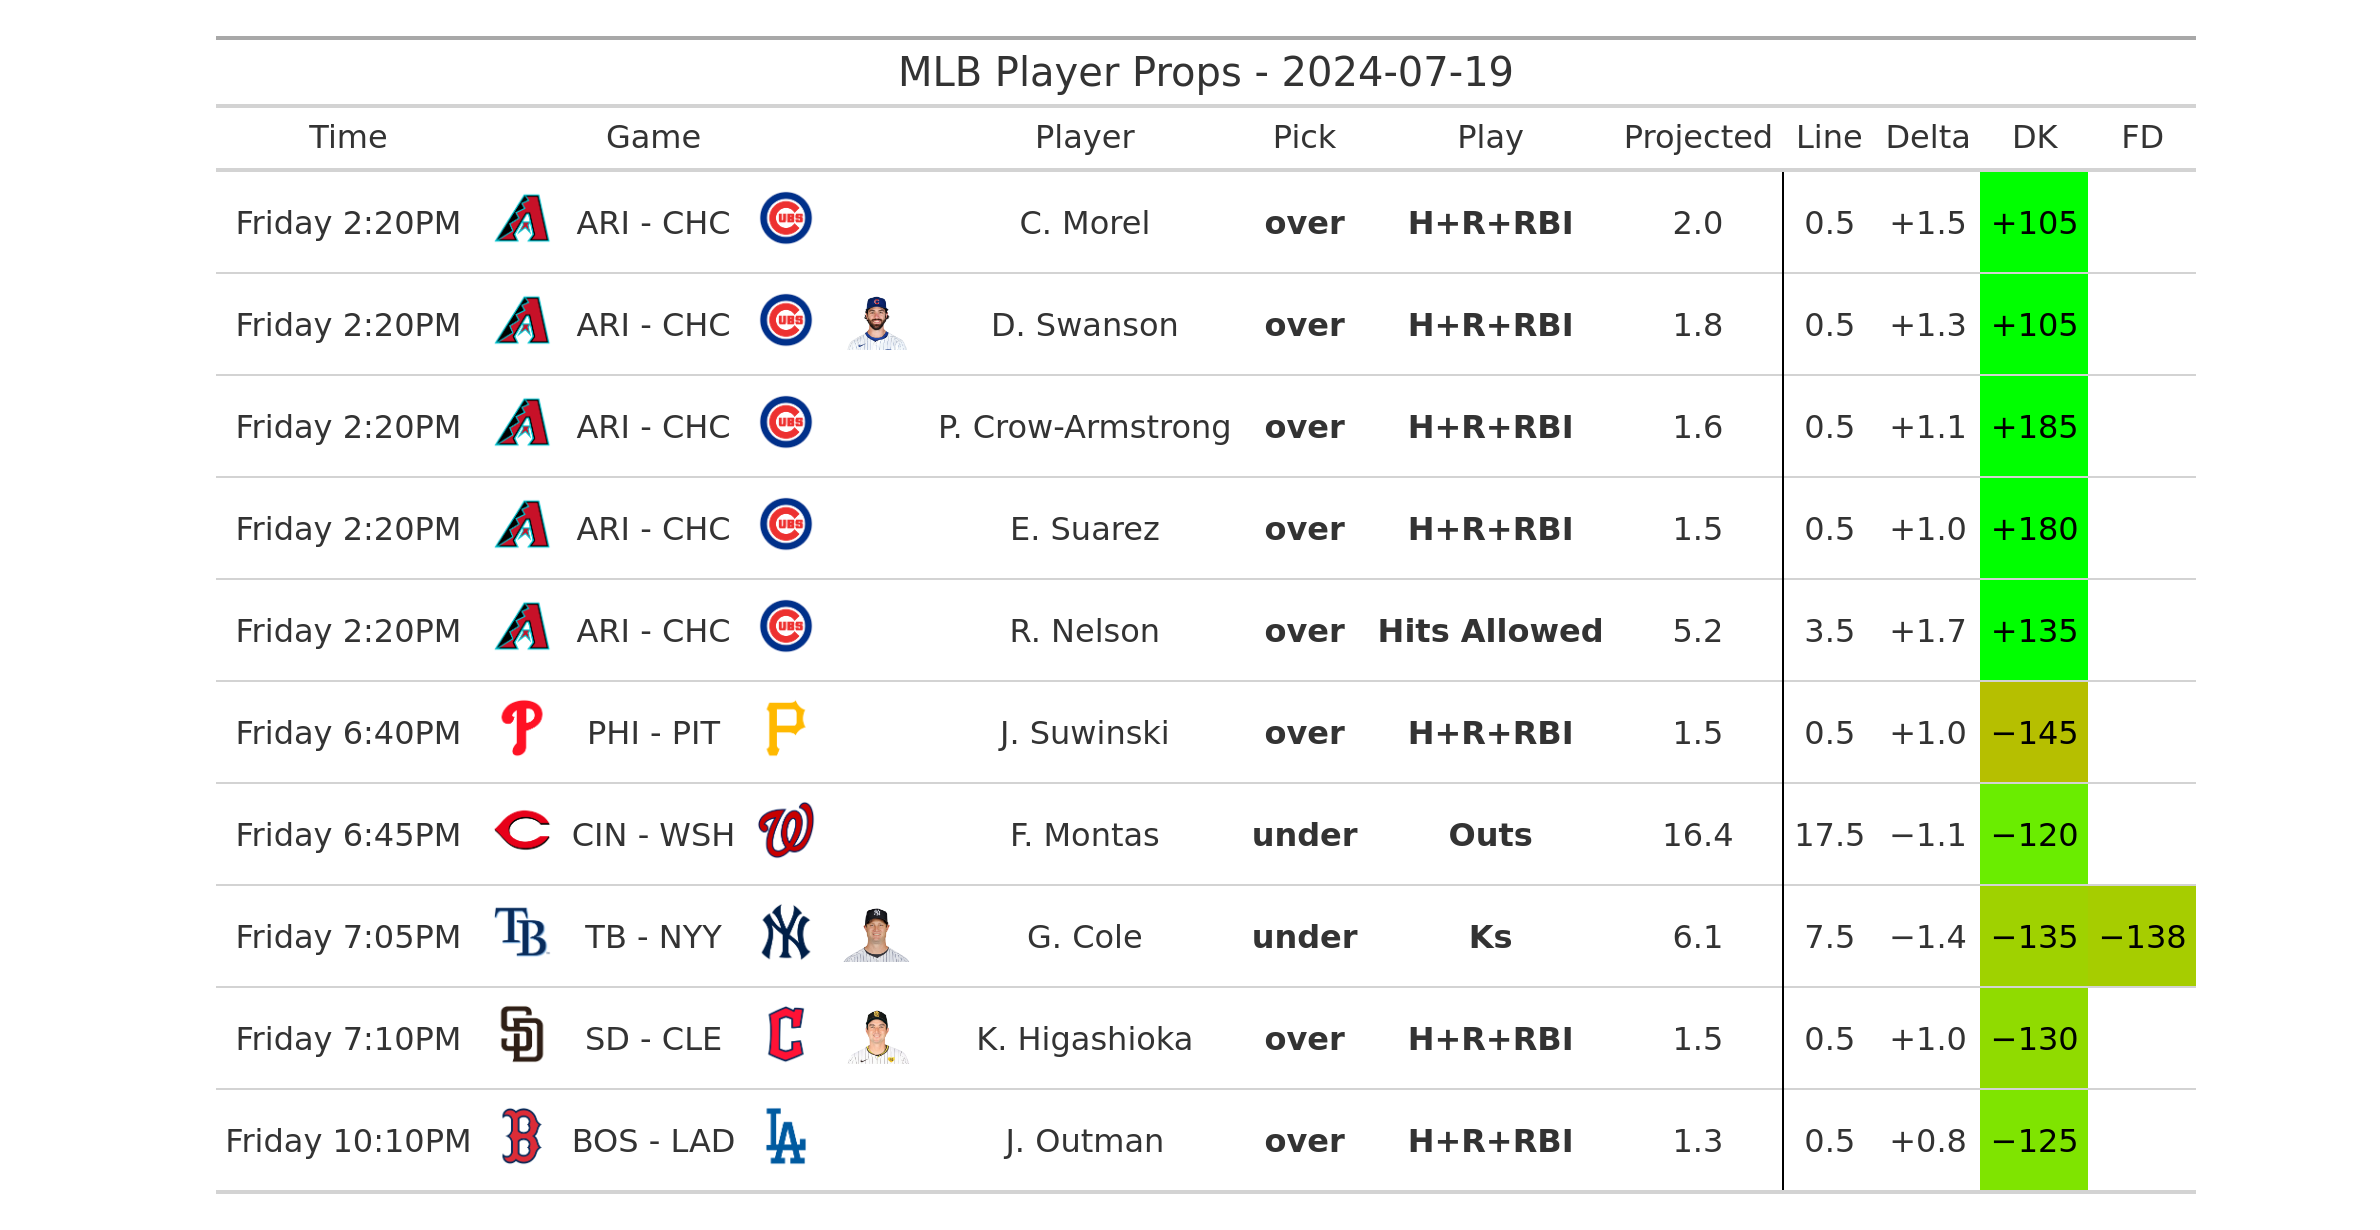 MLB Player Props - 2024-07-19
Time Game Player Pick Play Projected Line Delta DK FD
Friday 2:20PM ARI - CHC C. Morel over H+R+RBI 2.0 0.5 +1.5 +105
Friday 2:20PM ARI - CHC D. Swanson over H+R+RBI 1.8 0.5 +1.3 +105
Friday 2:20PM ARI - CHC P. Crow-Armstrong over H+R+RBI 1.6 0.5 +1.1 +185
Friday 2:20PM ARI - CHC E. Suarez over H+R+RBI 1.5 0.5 +1.0 +180
Friday 2:20PM ARI - CHC R. Nelson over Hits Allowed 5.2 3.5 +1.7 +135
Friday 6:40PM PHI - PIT J. Suwinski over H+R+RBI 1.5 0.5 +1.0 −145
Friday 6:45PM CIN - WSH F. Montas under Outs 16.4 17.5 −1.1 −120
Friday 7:05PM TB - NYY G. Cole under Ks 6.1 7.5 −1.4 −135 −138
Friday 7:10PM SD - CLE K. Higashioka over H+R+RBI 1.5 0.5 +1.0 −130
Friday 10:10PM BOS - LAD J. Outman over H+R+RBI 1.3 0.5 +0.8 −125